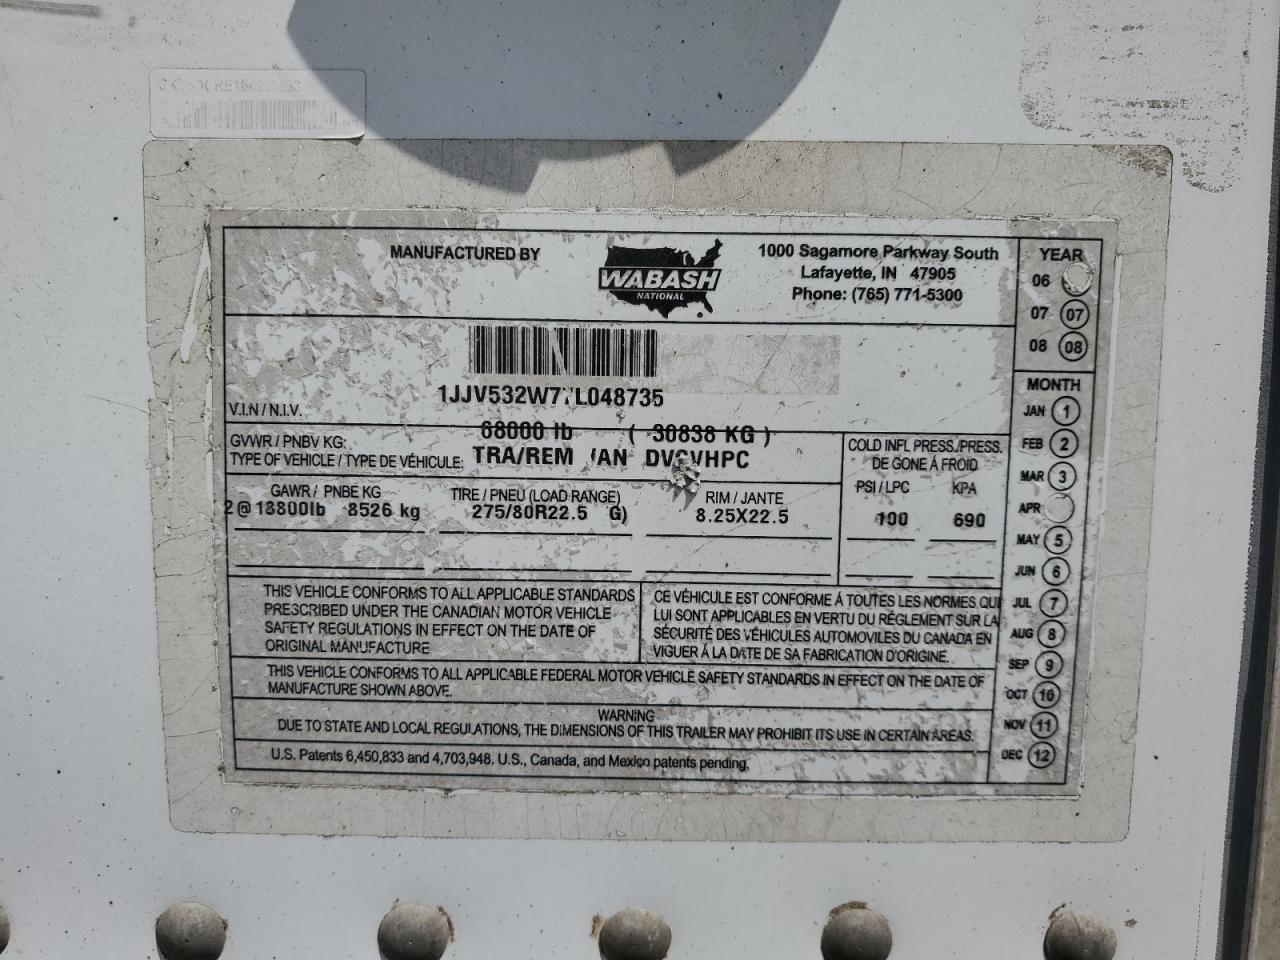 MANUFACTURED BY
WABASH
NATIONAL
1000 Sagamore Parkway South
Lafayette, IN 47905
Phone: (765) 771-5300
YEAR
06
07 07
08 08
V.I.N / N.I.V.
GVWR / PNBV KG: 68000 lb ( 30838 KG )
TYPE OF VEHICLE / TYPE DE VÉHICULE: TRA/REM
COLD INFL PRESS./PRESS.
DE GONE À FROID
PSI / LPC KPA
100 690
GAWR / PNBE KG TIRE / PNEU (LOAD RANGE) RIM / JANTE
2@18800lb 8526 kg 275/80R22.5 G) 8.25X22.5
MONTH
JAN 1
FEB 2
MAR 3
APR
MAY 5
JUN 6
JUL 7
AUG 8
SEP 9
OCT 10
NOV 11
DEC 12
THIS VEHICLE CONFORMS TO ALL APPLICABLE STANDARDS
PRESCRIBED UNDER THE CANADIAN MOTOR VEHICLE
SAFETY REGULATIONS IN EFFECT ON THE DATE OF
ORIGINAL MANUFACTURE
CE VÉHICULE EST CONFORME À TOUTES LES NORMES QUI
LUI SONT APPLICABLES EN VERTU DU RÉGLEMENT SUR LA
SÉCURITÉ DES VÉHICULES AUTOMOVILES DU CANADA EN
VIGUER À LA DATE DE SA FABRICATION D'ORIGINE.
THIS VEHICLE CONFORMS TO ALL APPLICABLE FEDERAL MOTOR VEHICLE SAFETY STANDARDS IN EFFECT ON THE DATE OF
MANUFACTURE SHOWN ABOVE.
WARNING
DUE TO STATE AND LOCAL REGULATIONS, THE DIMENSIONS OF THIS TRAILER MAY PROHIBIT ITS USE IN CERTAIN AREAS.
U.S. Patents 6,450,833 and 4,703,948. U.S., Canada, and Mexico patents pending.